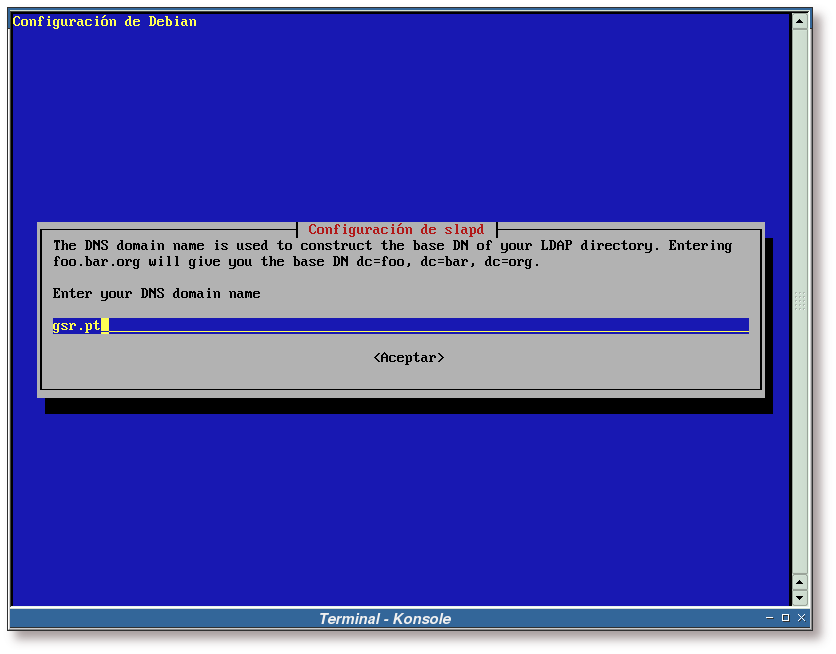 Configuración de Debian
Configuración de slapd
The DNS domain name is used to construct the base DN of your LDAP directory. Entering
foo.bar.org will give you the base DN dc=foo, dc=bar, dc=org.
Enter your DNS domain name
gsr.pt
<Aceptar>
Terminal - Konsole